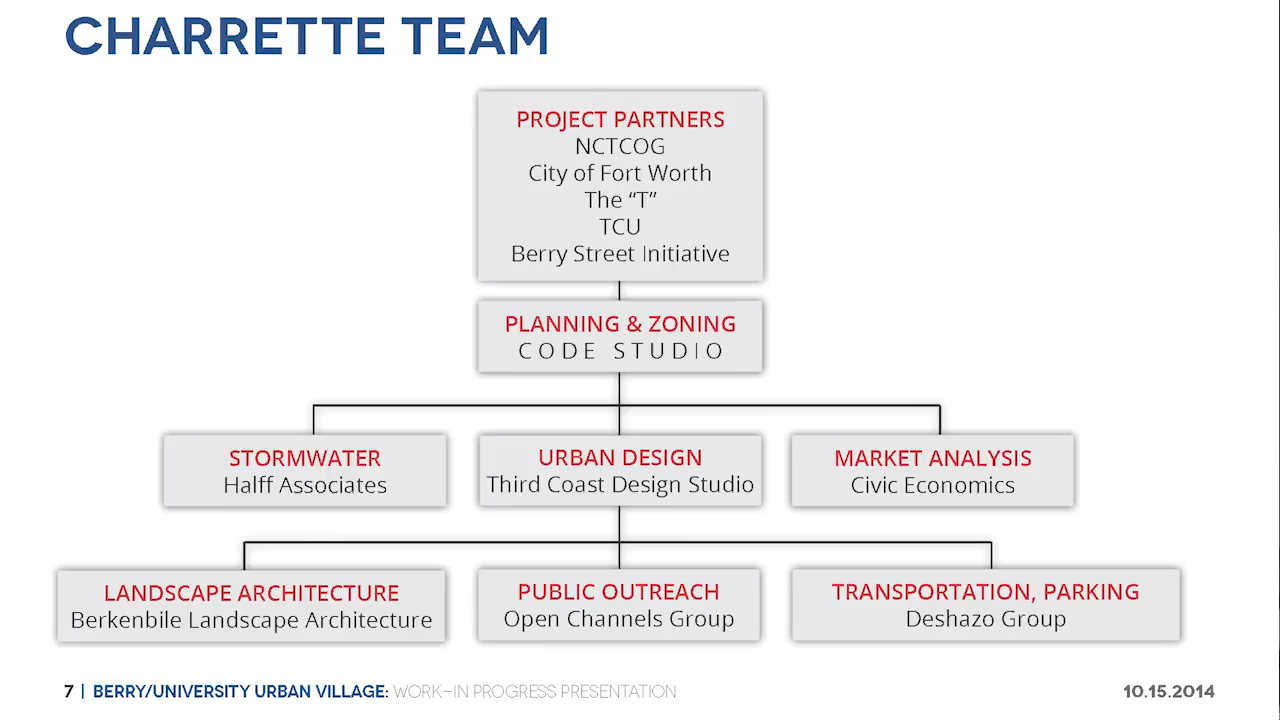 CHARRETTE TEAM
PROJECT PARTNERS
NCTCOG
City of Fort Worth
The “T”
TCU
Berry Street Initiative
PLANNING & ZONING
CODE STUDIO
STORMWATER
Halff Associates
URBAN DESIGN
Third Coast Design Studio
MARKET ANALYSIS
Civic Economics
LANDSCAPE ARCHITECTURE
Berkenbile Landscape Architecture
PUBLIC OUTREACH
Open Channels Group
TRANSPORTATION, PARKING
Deshazo Group
7 | BERRY/UNIVERSITY URBAN VILLAGE: WORK-IN PROGRESS PRESENTATION
10.15.2014